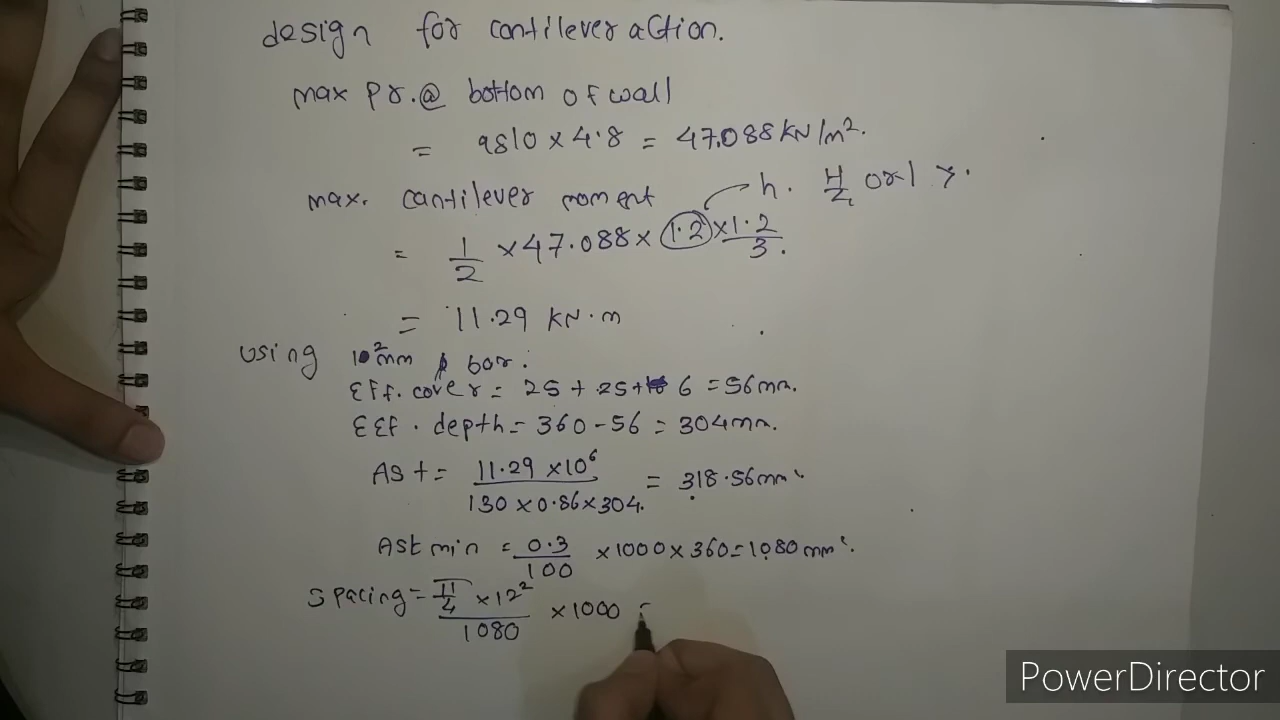 design for cantilever action.
max pr.@ bottom of wall
= 9810 × 4.8 = 47.088 KN/m².
max. cantilever moment
h. H/4 or 1 >.
= 1/2 × 47.088 × 1.2 × 1.2/3.
= 11.29 KN.m
Using 12mm ϕ bar:
Eff. cover = 25 + 25 + 6 = 56mm.
Eff. depth = 360 - 56 = 304mm.
Ast = 11.29 × 10⁶ / 130 × 0.86 × 304. = 318.56mm²
Ast min = 0.3/100 × 1000 × 360 = 1080 mm².
Spacing = π/4 × 12² / 1080 × 1000 =
PowerDirector